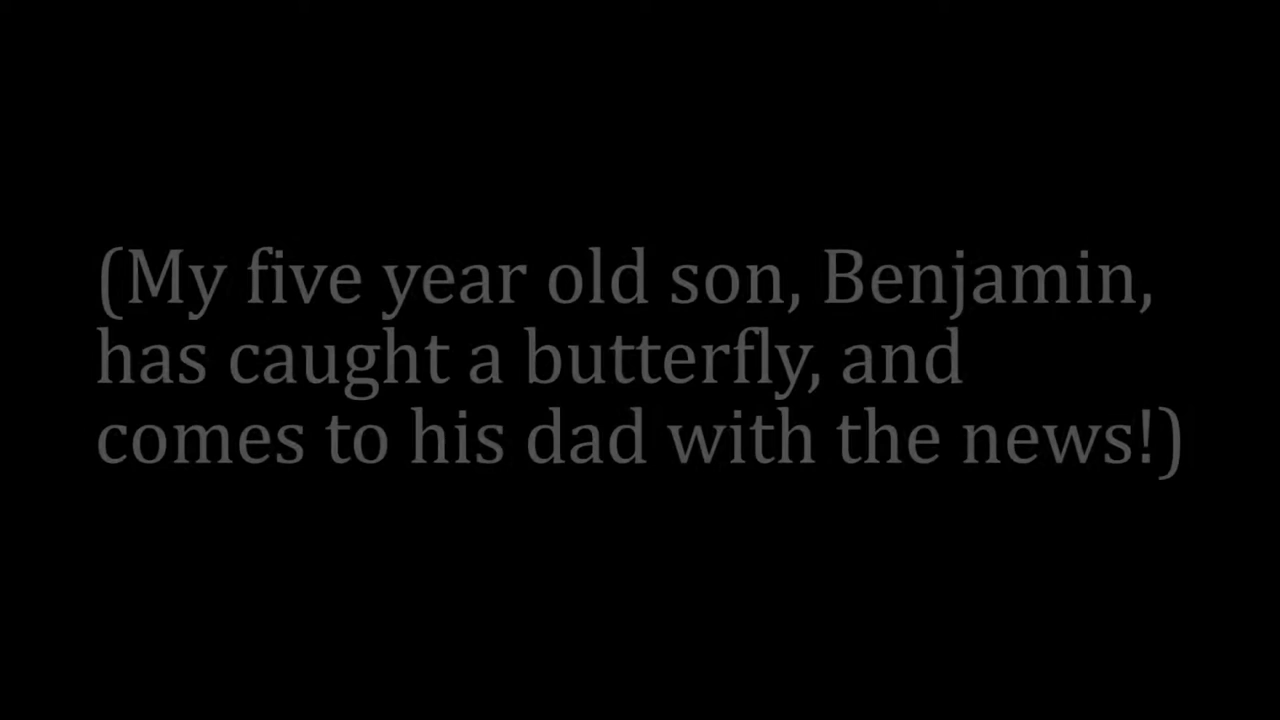 (My five year old son, Benjamin,
has caught a butterfly, and
comes to his dad with the news!)